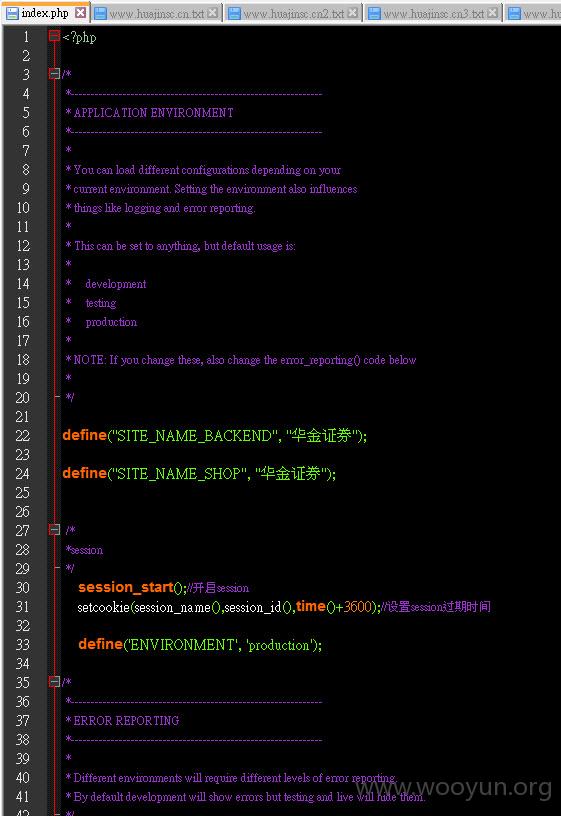 index.php www.huajinsc.cn.txt www.huajinsc.cn2.txt www.huajinsc.cn3.txt www.hu
1 <?php
2
3 /*
4 *---------------------------------------------------------------
5 * APPLICATION ENVIRONMENT
6 *---------------------------------------------------------------
7 *
8 * You can load different configurations depending on your
9 * current environment. Setting the environment also influences
10 * things like logging and error reporting.
11 *
12 * This can be set to anything, but default usage is:
13 *
14 * development
15 * testing
16 * production
17 *
18 * NOTE: If you change these, also change the error_reporting() code below
19 *
20 */
21
22 define("SITE_NAME_BACKEND", "华金证券");
23
24 define("SITE_NAME_SHOP", "华金证券");
25
26
27 /*
28 *session
29 */
30 session_start();//开启session
31 setcookie(session_name(),session_id(),time()+3600);//设置session过期时间
32
33 define('ENVIRONMENT', 'production');
34
35 /*
36 *---------------------------------------------------------------
37 * ERROR REPORTING
38 *---------------------------------------------------------------
39 *
40 * Different environments will require different levels of error reporting.
41 * By default development will show errors but testing and live will hide them.
42 */
www.wooyun.org